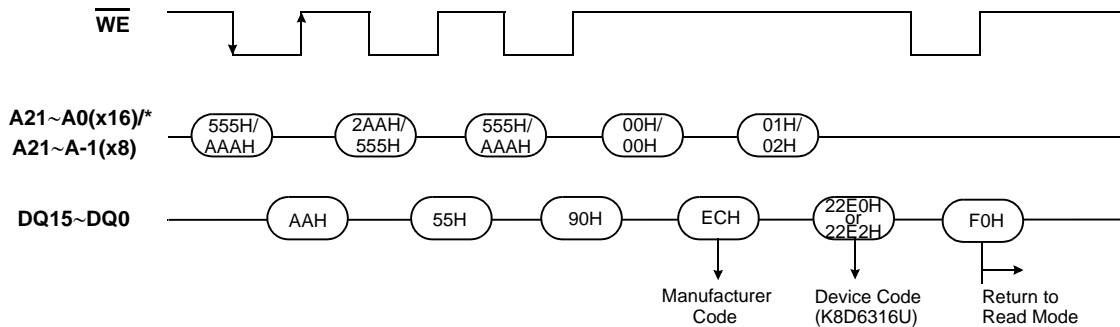 WE
A21~A0(x16)/*
A21~A-1(x8)
555H/
AAAH
2AAH/
555H
555H/
AAAH
00H/
00H
01H/
02H
DQ15~DQ0
AAH
55H
90H
ECH
22E0H
or
22E2H
F0H
Manufacturer
Code
Device Code
(K8D6316U)
Return to
Read Mode